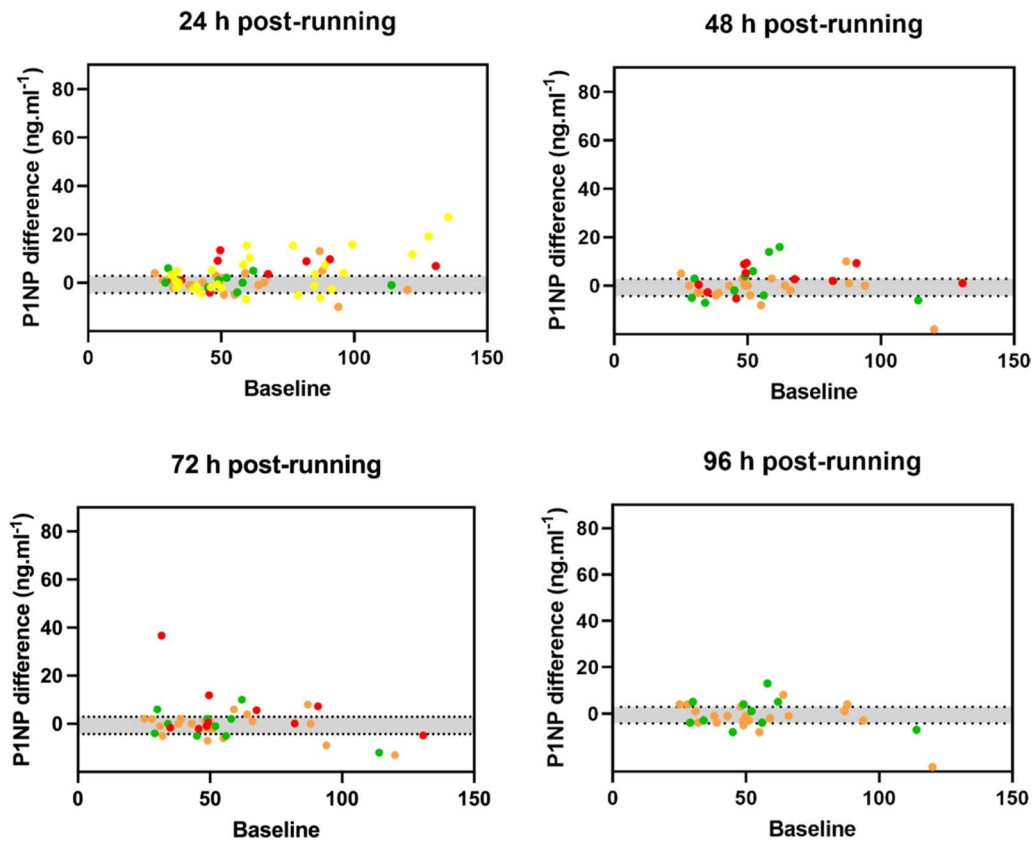 24 h post-running
P1NP difference (ng.ml-1)
80
60
40
20
0
0 50 100 150
Baseline
48 h post-running
P1NP difference (ng.ml-1)
80
60
40
20
0
0 50 100 150
Baseline
72 h post-running
P1NP difference (ng.ml-1)
80
60
40
20
0
0 50 100 150
Baseline
96 h post-running
P1NP difference (ng.ml-1)
80
60
40
20
0
0 50 100 150
Baseline